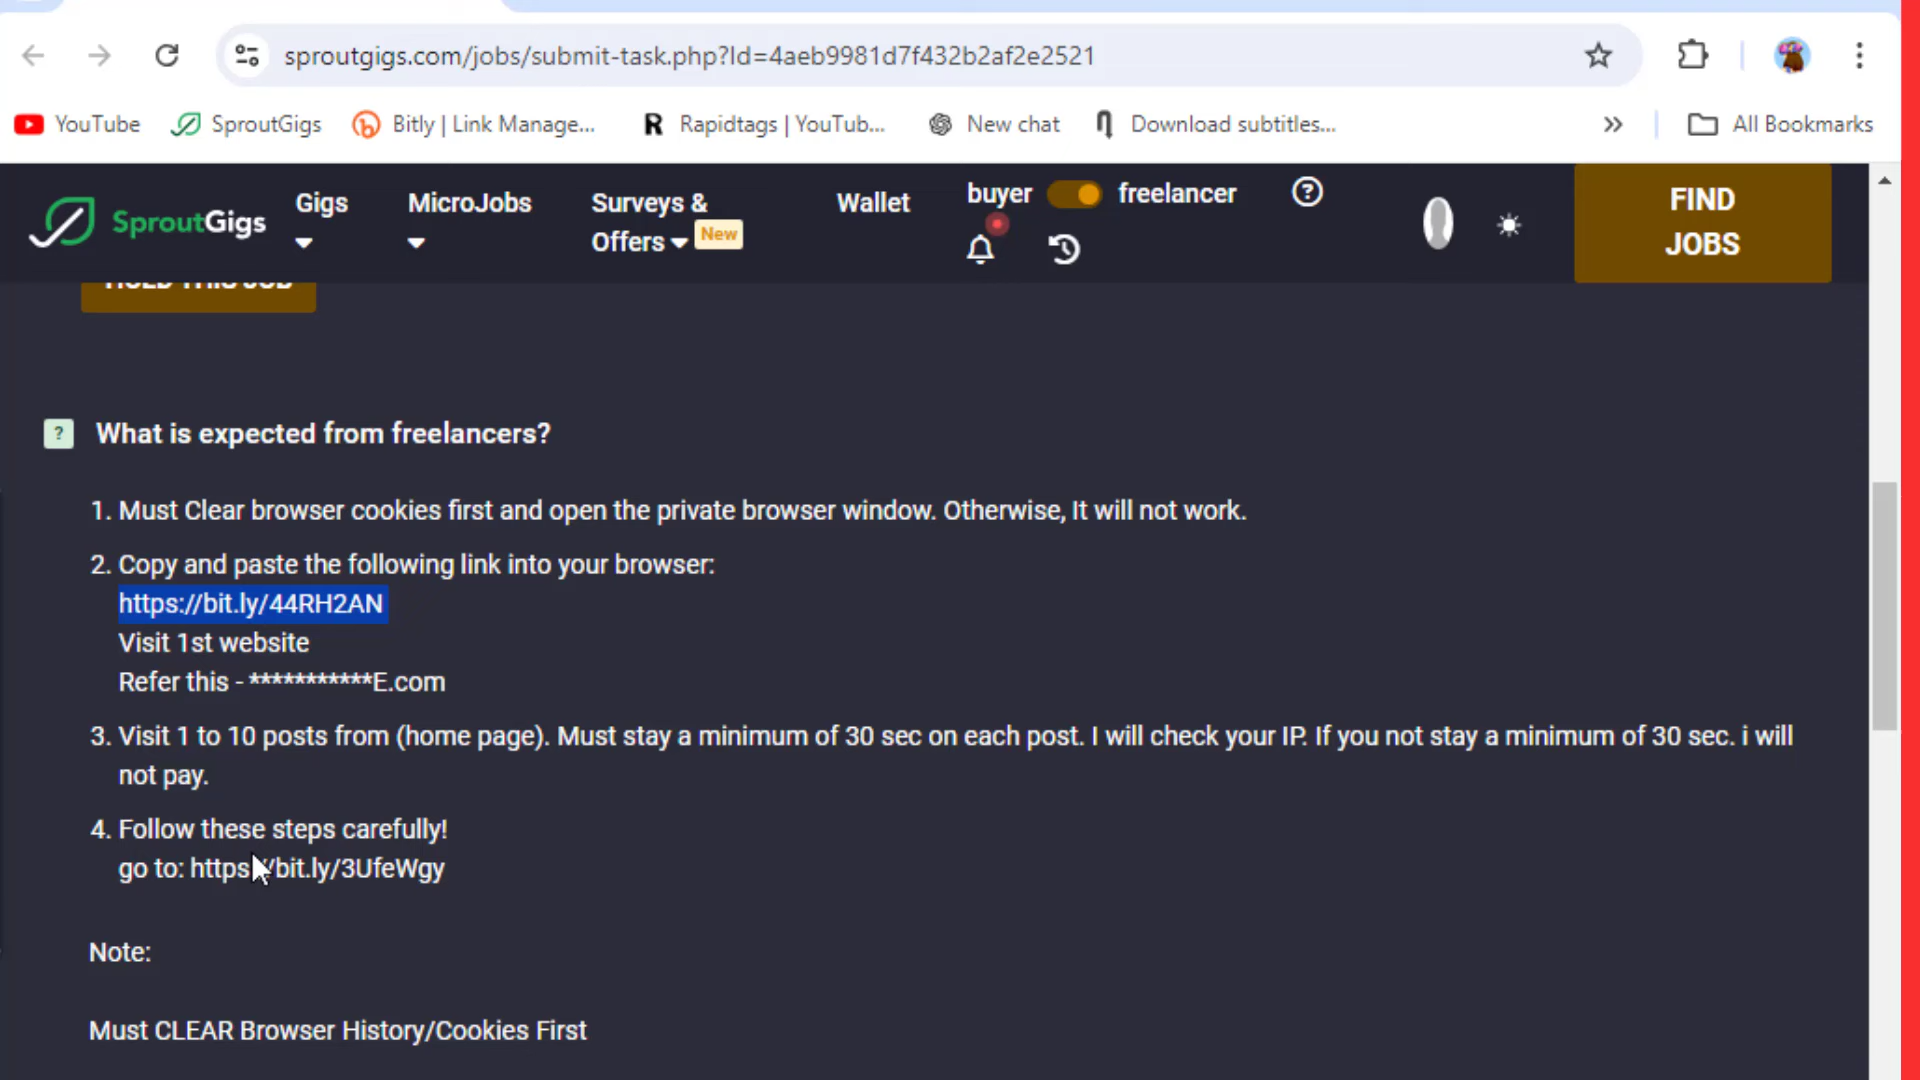 sproutgigs.com/jobs/submit-task.php?Id=4aeb9981d7f432b2af2e2521
YouTube
SproutGigs
Bitly | Link Manage...
Rapidtags | YouTub...
New chat
Download subtitles...
All Bookmarks
SproutGigs
Gigs
MicroJobs
Surveys &
Offers
New
Wallet
buyer
freelancer
FIND
JOBS
HOLD THIS JOB
What is expected from freelancers?
1. Must Clear browser cookies first and open the private browser window. Otherwise, It will not work.
2. Copy and paste the following link into your browser:
https://bit.ly/44RH2AN
Visit 1st website
Refer this - ***********E.com
3. Visit 1 to 10 posts from (home page). Must stay a minimum of 30 sec on each post. I will check your IP. If you not stay a minimum of 30 sec. i will
not pay.
4. Follow these steps carefully!
go to: https://bit.ly/3UfeWgy
Note:
Must CLEAR Browser History/Cookies First